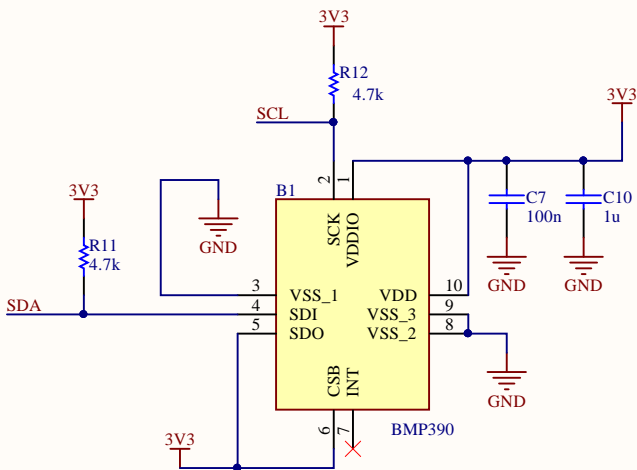 3V3
R12
4.7k
SCL
3V3
B1
2
1
SCK
VDDIO
C7
100n
C10
1u
3V3
GND
R11
4.7k
GND
GND
3
VSS_1
VDD
10
SDA
4
SDI
VSS_3
9
5
SDO
VSS_2
8
CSB
INT
GND
6
7
BMP390
3V3